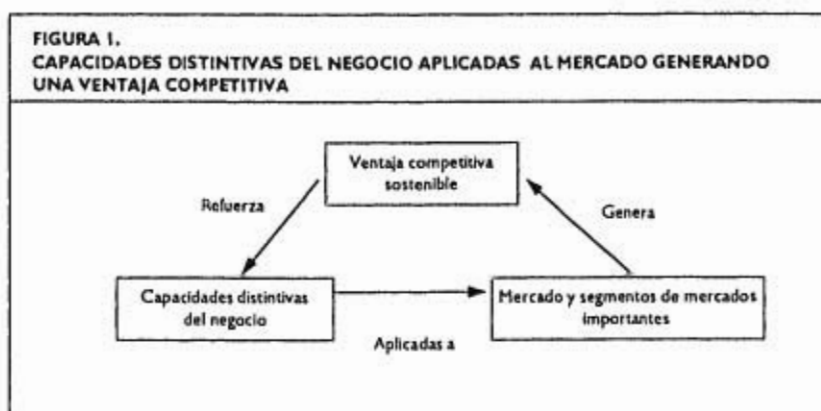 FIGURA 1.
CAPACIDADES DISTINTIVAS DEL NEGOCIO APLICADAS AL MERCADO GENERANDO
UNA VENTAJA COMPETITIVA
Ventaja competitiva
sostenible
Refuerza
Genera
Capacidades distintivas
del negocio
Mercado y segmentos de mercados
importantes
Aplicadas a